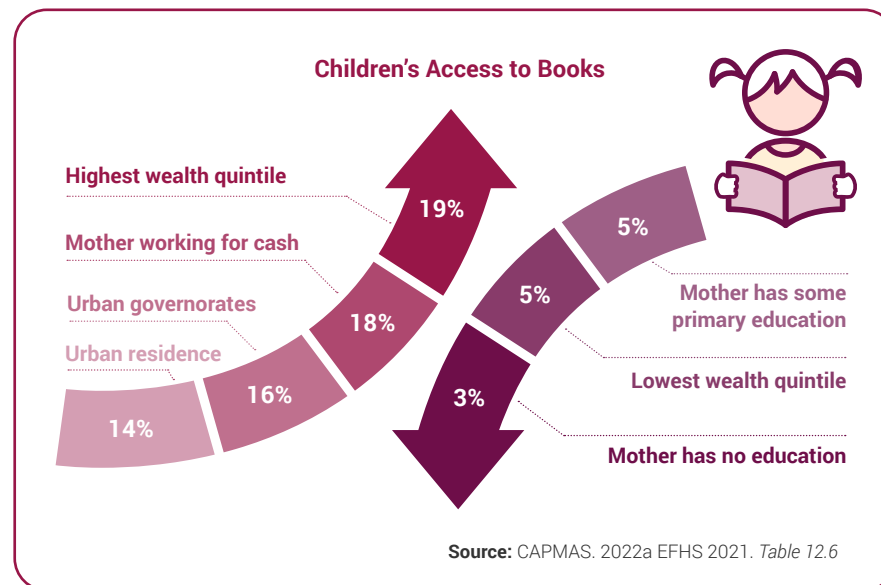 Children's Access to Books
Highest wealth quintile
19%
Mother working for cash
18%
Urban governorates
16%
Urban residence
14%
5%
Mother has some
primary education
5%
Lowest wealth quintile
3%
Mother has no education
Source: CAPMAS. 2022a EFHS 2021. Table 12.6